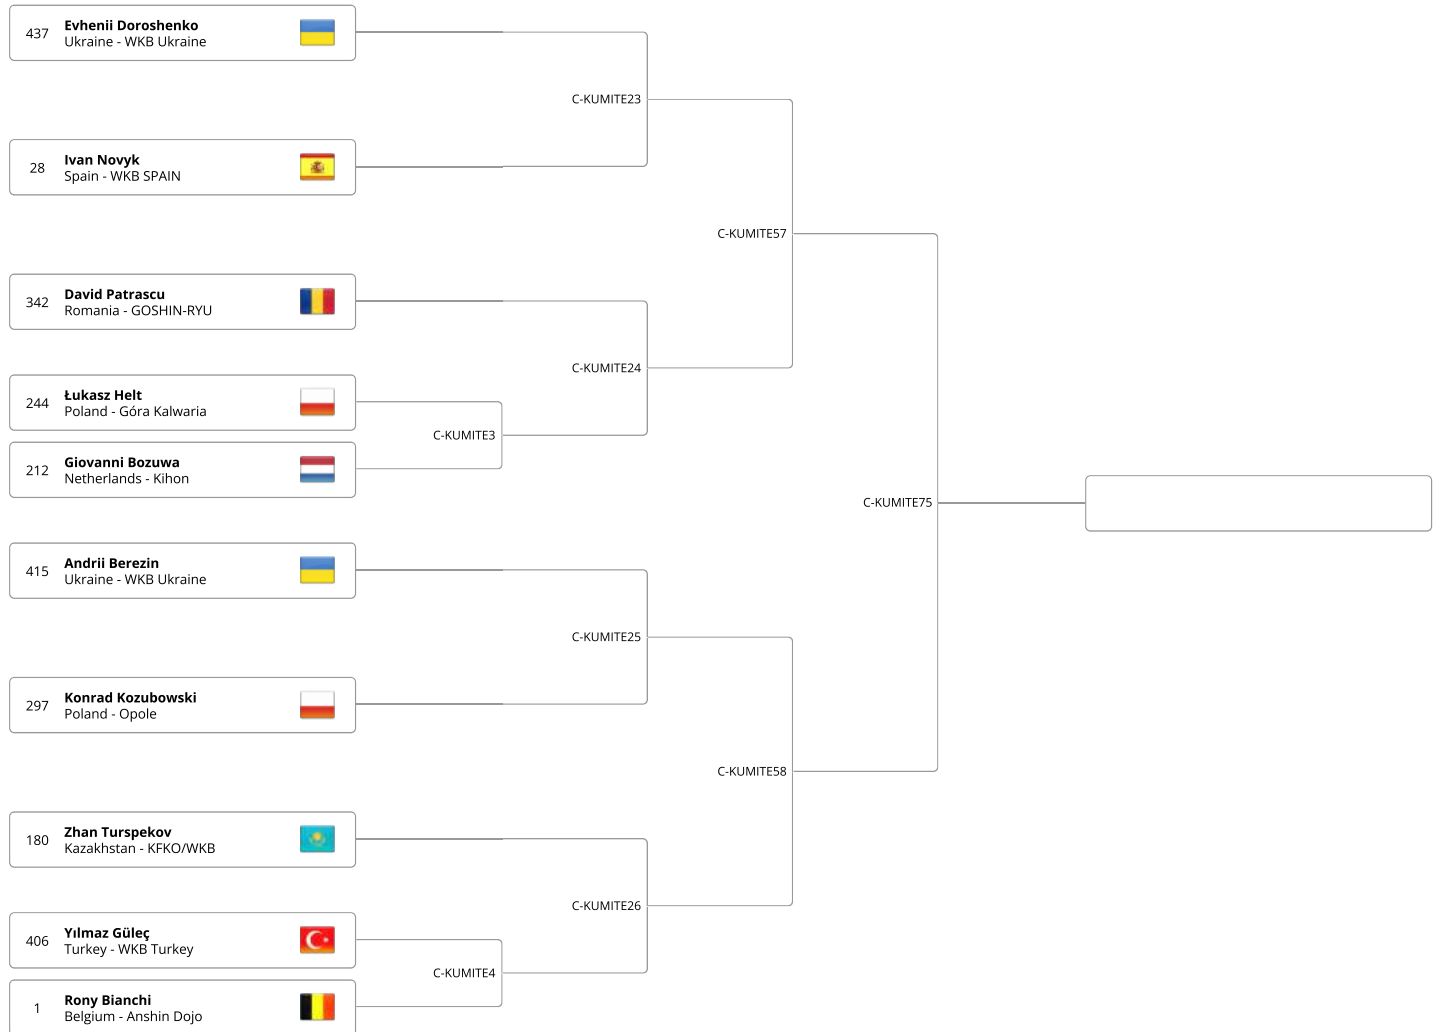 437
Evhenii Doroshenko
Ukraine - WKB Ukraine
C-KUMITE23
28
Ivan Novyk
Spain - WKB SPAIN
C-KUMITE57
342
David Patrascu
Romania - GOSHIN-RYU
C-KUMITE24
244
Łukasz Helt
Poland - Góra Kalwaria
C-KUMITE3
212
Giovanni Bozuwa
Netherlands - Kihon
C-KUMITE75
415
Andrii Berezin
Ukraine - WKB Ukraine
C-KUMITE25
297
Konrad Kozubowski
Poland - Opole
C-KUMITE58
180
Zhan Turspekov
Kazakhstan - KFKO/WKB
C-KUMITE26
406
Yılmaz Güleç
Turkey - WKB Turkey
C-KUMITE4
1
Rony Bianchi
Belgium - Anshin Dojo